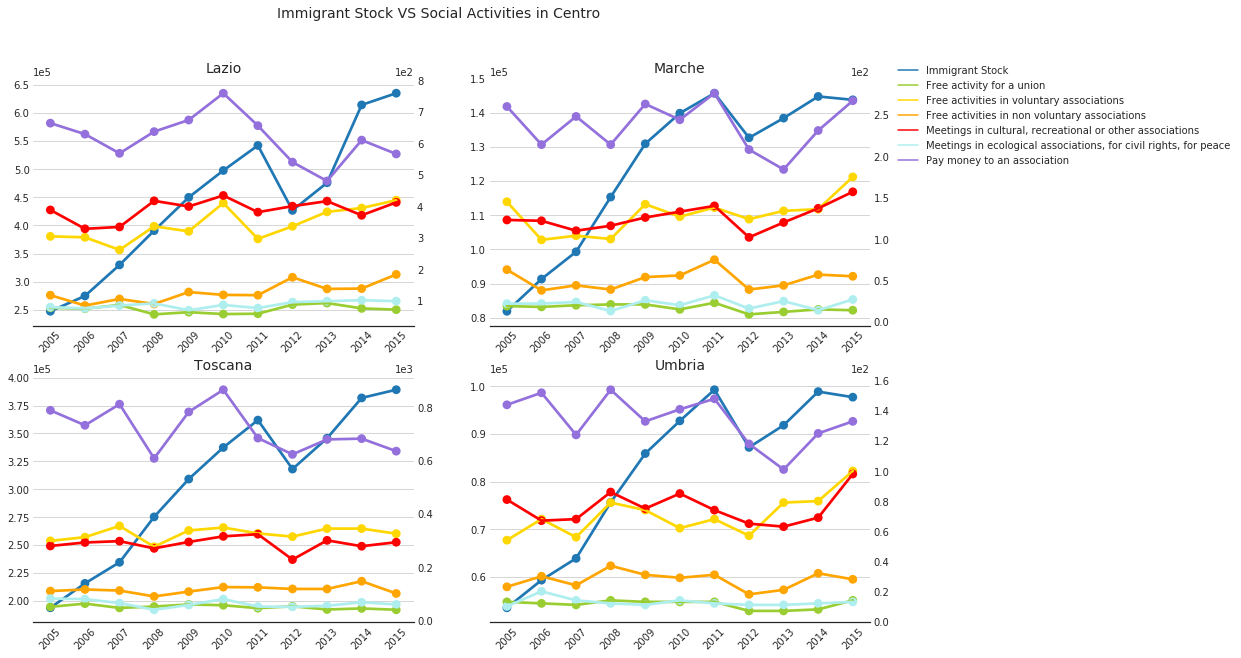 Immigrant Stock VS Social Activities in Centro
Lazio
1e5
1e2
6.5
6.0
5.5
5.0
4.5
4.0
3.5
3.0
2.5
8
7
6
5
4
3
2
1
2005 2006 2007 2008 2009 2010 2011 2012 2013 2014 2015
Marche
1e5
1e2
1.5
1.4
1.3
1.2
1.1
1.0
0.9
0.8
2.5
2.0
1.5
1.0
0.5
0.0
2005 2006 2007 2008 2009 2010 2011 2012 2013 2014 2015
Immigrant Stock
Free activity for a union
Free activities in voluntary associations
Free activities in non voluntary associations
Meetings in cultural, recreational or other associations
Meetings in ecological associations, for civil rights, for peace
Pay money to an association
Toscana
1e5
1e3
4.00
3.75
3.50
3.25
3.00
2.75
2.50
2.25
2.00
0.8
0.6
0.4
0.2
0.0
2005 2006 2007 2008 2009 2010 2011 2012 2013 2014 2015
Umbria
1e5
1e2
1.0
0.9
0.8
0.7
0.6
1.6
1.4
1.2
1.0
0.8
0.6
0.4
0.2
0.0
2005 2006 2007 2008 2009 2010 2011 2012 2013 2014 2015